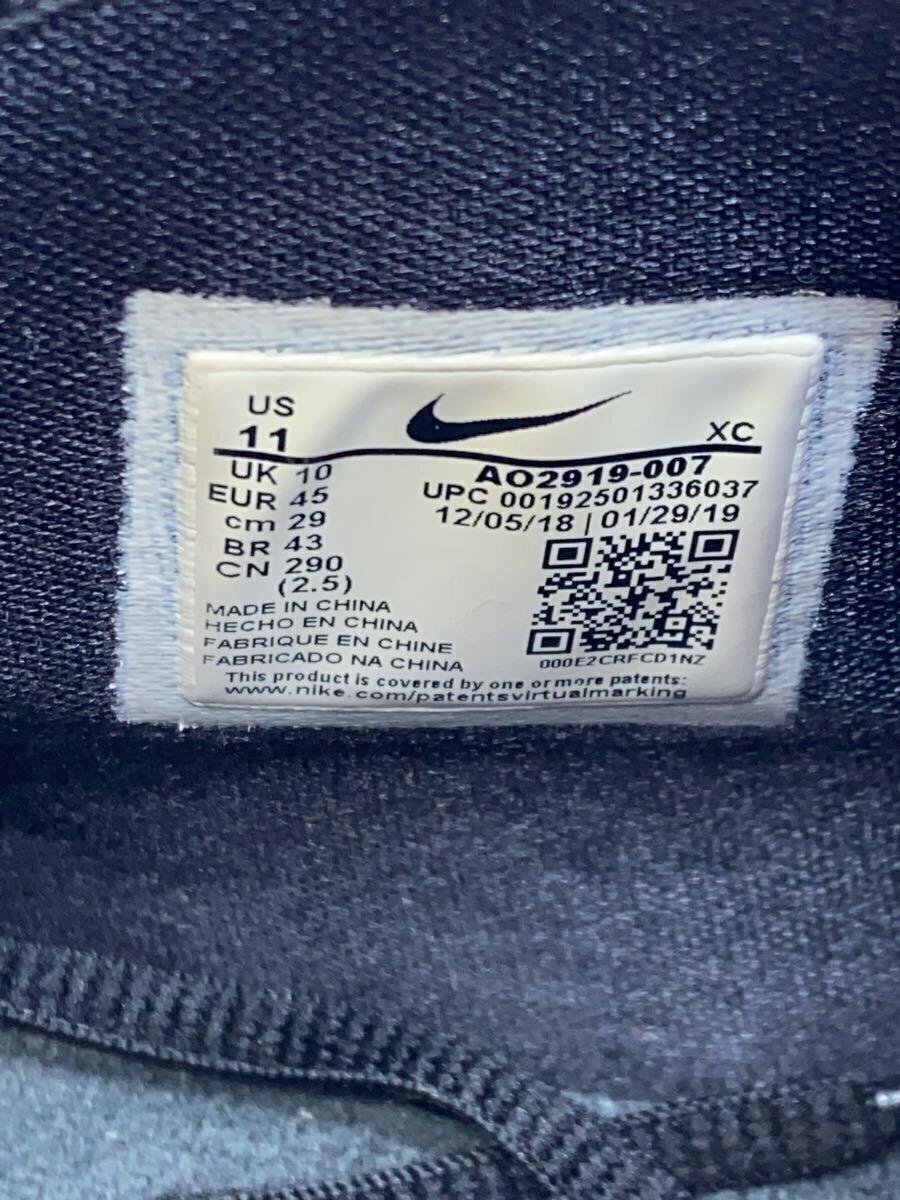 US
11
XC
UK 10
EUR 45
cm 29
BR 43
CN 290
(2.5)
AO2919-007
UPC 00192501336037
12/05/18 | 01/29/19
000E2CRFCD1NZ
MADE IN CHINA
HECHO EN CHINA
FABRIQUE EN CHINE
FABRICADO NA CHINA
This product is covered by one or more patents:
www.nike.com/patentsvirtualmarking